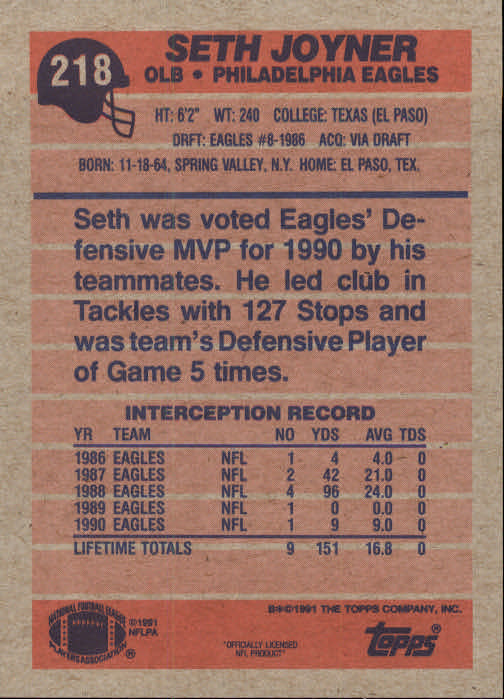 218
SETH JOYNER
OLB • PHILADELPHIA EAGLES
HT: 6'2" WT: 240 COLLEGE: TEXAS (EL PASO)
DRFT: EAGLES #8-1986 ACQ: VIA DRAFT
BORN: 11-18-64, SPRING VALLEY, N.Y. HOME: EL PASO, TEX.
Seth was voted Eagles' De-
fensive MVP for 1990 by his
teammates. He led club in
Tackles with 127 Stops and
was team's Defensive Player
of Game 5 times.
INTERCEPTION RECORD
YR TEAM NO YDS AVG TDS
1986 EAGLES NFL 1 4 4.0 0
1987 EAGLES NFL 2 42 21.0 0
1988 EAGLES NFL 4 96 24.0 0
1989 EAGLES NFL 1 0 0.0 0
1990 EAGLES NFL 1 9 9.0 0
LIFETIME TOTALS 9 151 16.8 0
B*©1991 THE TOPPS COMPANY, INC.
NATIONAL FOOTBALL LEAGUE
PLAYERS ASSOCIATION ®
©1991
NFLPA
"OFFICIALLY LICENSED
NFL PRODUCT"
TOPPS®